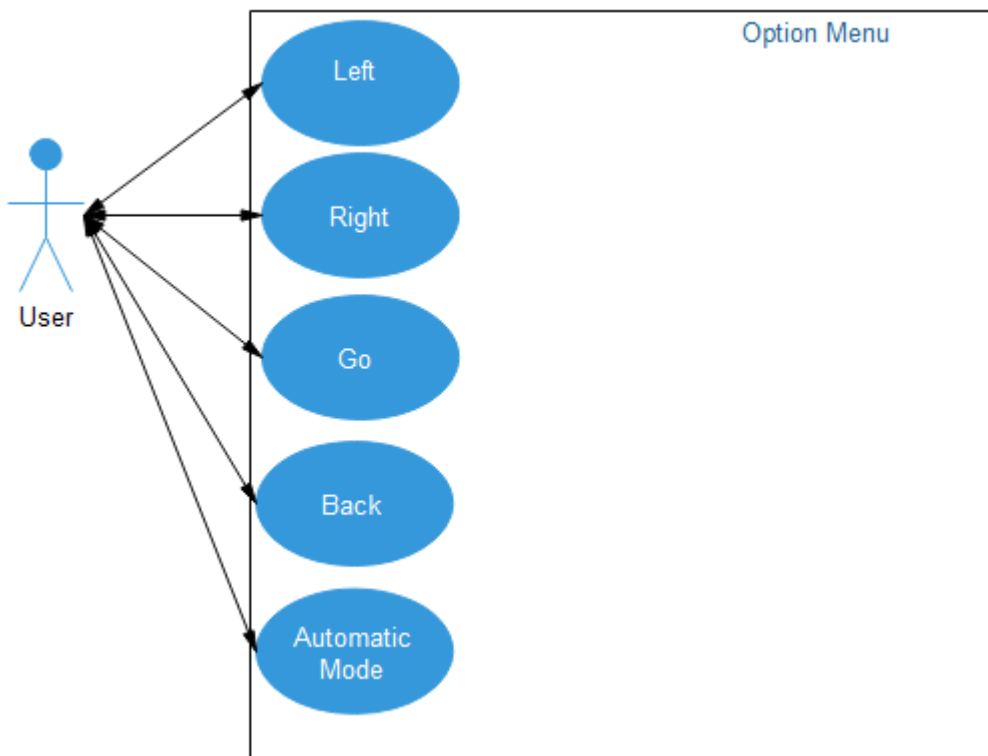 Option Menu
Left
Right
Go
User
Back
Automatic
Mode